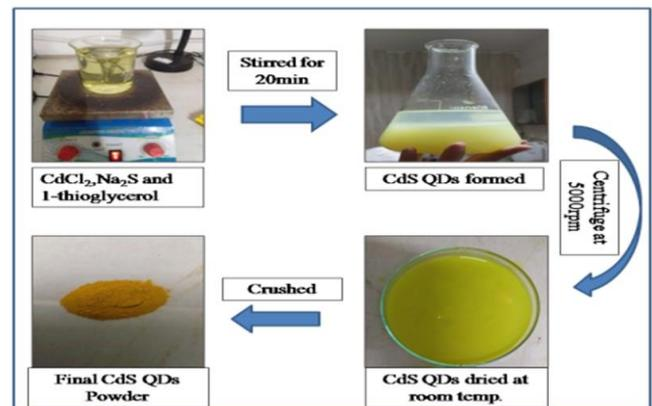 Stirred for
20min
CdCl₂,Na₂S and
1-thioglycerol
CdS QDs formed
Centrifuge at
5000rpm
Crushed
Final CdS QDs
Powder
CdS QDs dried at
room temp.